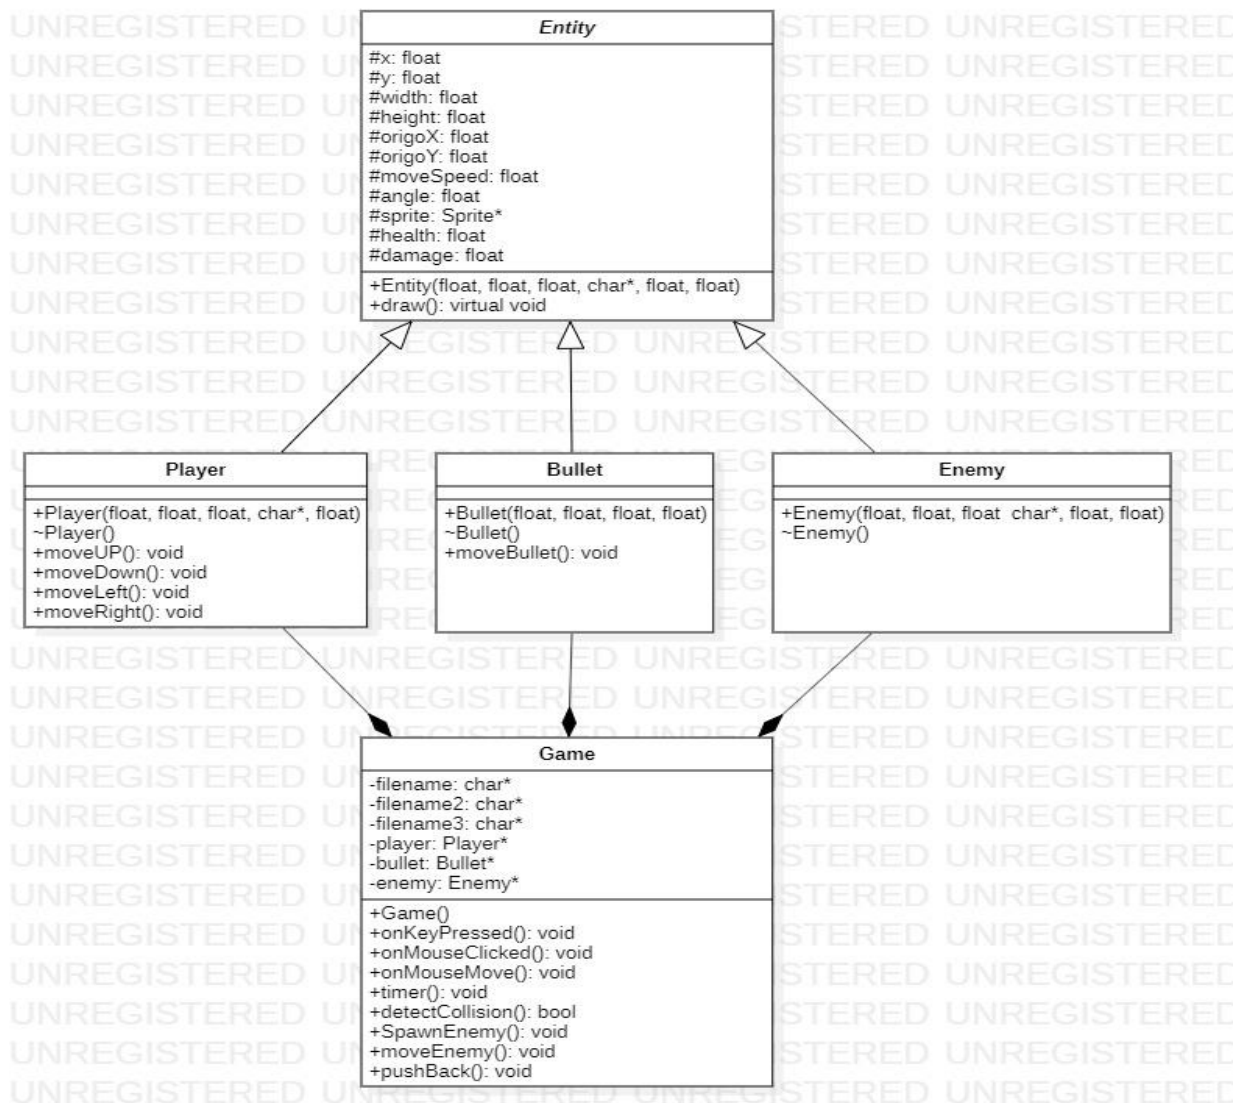 Entity
#x: float
#y: float
#width: float
#height: float
#origoX: float
#origoY: float
#moveSpeed: float
#angle: float
#sprite: Sprite*
#health: float
#damage: float
+Entity(float, float, float, char*, float, float)
+draw(): virtual void
Player
+Player(float, float, float, char*, float)
~Player()
+moveUP(): void
+moveDown(): void
+moveLeft(): void
+moveRight(): void
Bullet
+Bullet(float, float, float, float)
~Bullet()
+moveBullet(): void
Enemy
+Enemy(float, float, float char*, float, float)
~Enemy()
Game
-filename: char*
-filename2: char*
-filename3: char*
-player: Player*
-bullet: Bullet*
-enemy: Enemy*
+Game()
+onKeyPressed(): void
+onMouseClicked(): void
+onMouseMove(): void
+timer(): void
+detectCollision(): bool
+SpawnEnemy(): void
+moveEnemy(): void
+pushBack(): void
UNREGISTERED